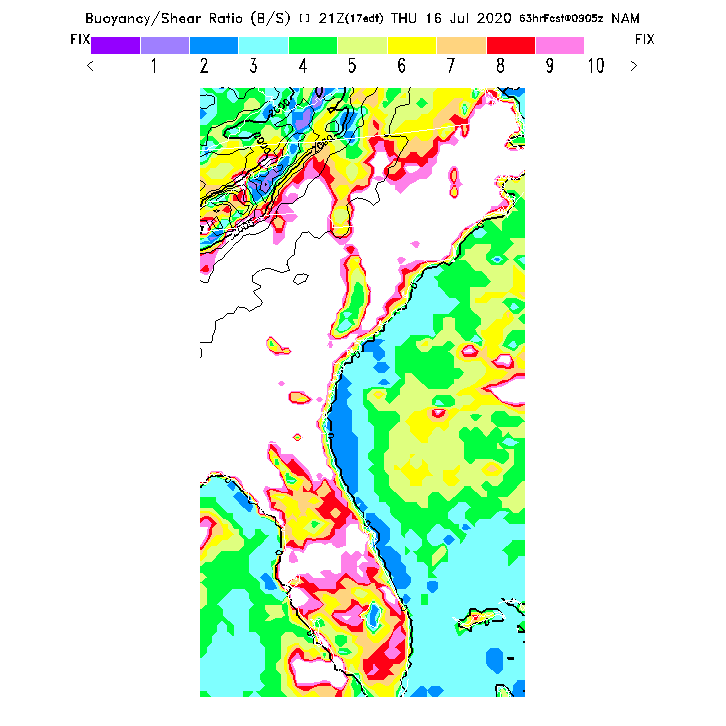 Buoyancy/Shear Ratio (B/S) [] 21Z(17edt) THU 16 Jul 2020 63hrFcst@0905z NAM
FIX FIX
< 1 2 3 4 5 6 7 8 9 10 >